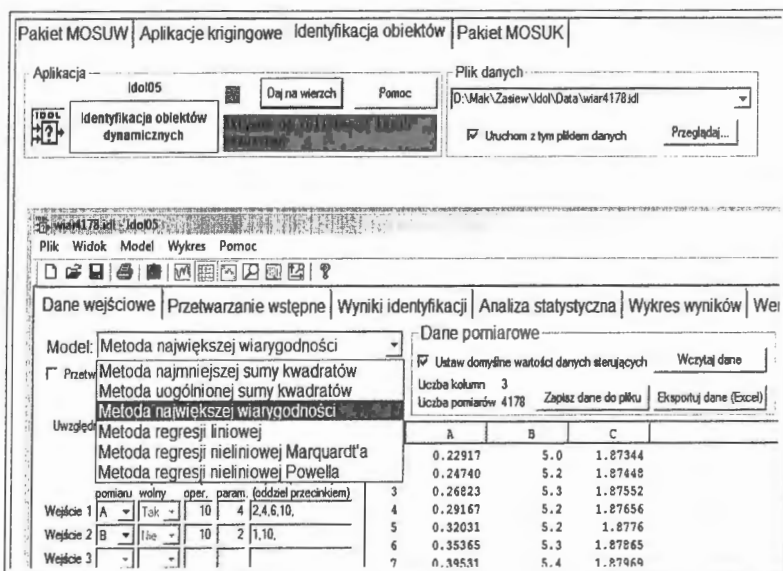 Pakiet MOSUW Aplikacje krigingowe Identyfikacja obiektów Pakiet MOSUK
Aplikacja
Idol05
Daj na wierzch
Pomoc
IDOL
Identyfikacja obiektów
dynamicznych
Plik danych
D:\Mak\Zasiew\Idol\Data\wiar4178.idl
Uruchom z tym plikiem danych
Przeglądaj...
wiar4178.idl - Idol05
Plik Widok Model Wykres Pomoc
Dane wejściowe Przetwarzanie wstępne Wyniki identyfikacji Analiza statystyczna Wykres wyników Wer
Model: Metoda największej wiarygodności
Przetw
Metoda najmniejszej sumy kwadratów
Metoda uogólnionej sumy kwadratów
Metoda największej wiarygodności
Metoda regresji liniowej
Metoda regresji nieliniowej Marquardt'a
Metoda regresji nieliniowej Powella
Uwzględn
pomiaru wolny oper. param. (oddziel przecinkiem)
Wejście 1 A Tak 10 4 2,4,6,10,
Wejście 2 B Nie 10 2 1,10,
Wejście 3
Dane pomiarowe
Ustaw domyślne wartości danych sterujących
Wczytaj dane
Liczba kolumn 3
Liczba pomiarów 4178
Zapisz dane do pliku
Eksportuj dane (Excel)
A B C
0.22917 5.0 1.87344
0.24740 5.2 1.87448
3 0.26823 5.3 1.87552
4 0.29167 5.2 1.87656
5 0.32031 5.2 1.8776
6 0.35365 5.3 1.87865
7 0.39531 5.4 1.87969